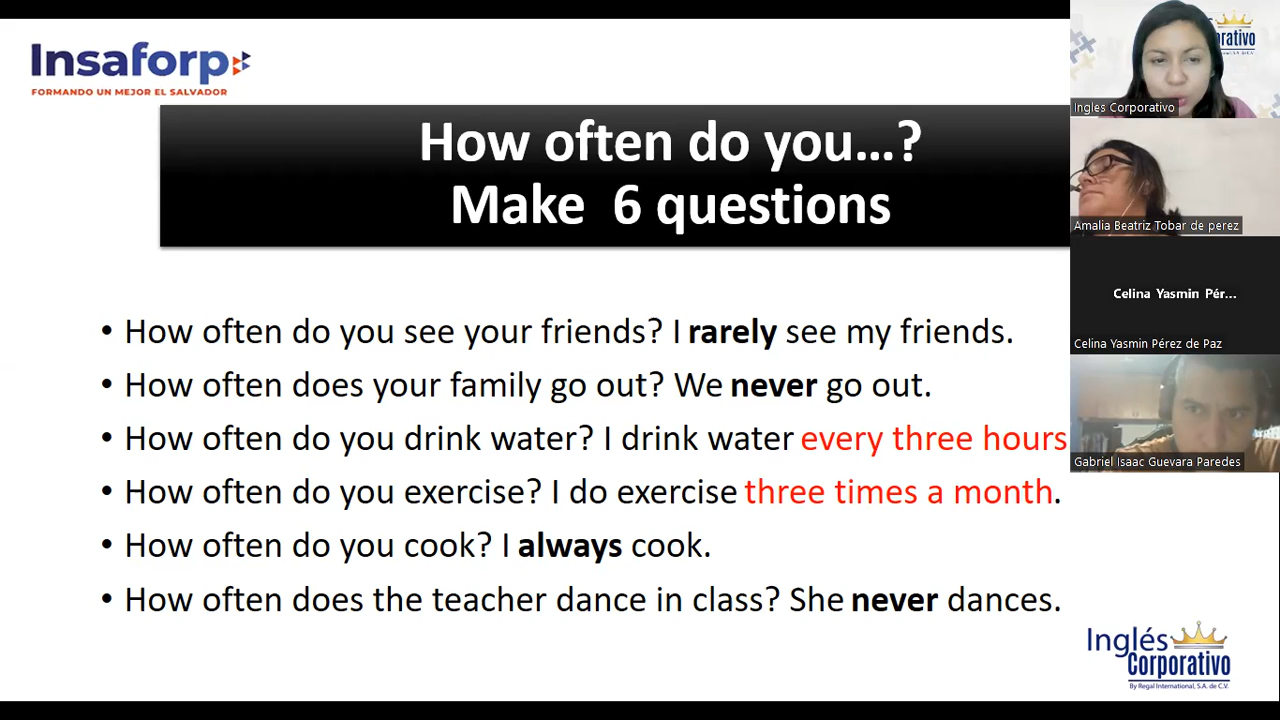 Insaforp
FORMANDO UN MEJOR EL SALVADOR
How often do you...?
Make 6 questions
• How often do you see your friends? I rarely see my friends.
• How often does your family go out? We never go out.
• How often do you drink water? I drink water every three hours
• How often do you exercise? I do exercise three times a month.
• How often do you cook? I always cook.
• How often does the teacher dance in class? She never dances.
Ingles Corporativo
Amalia Beatriz Tobar de perez
Celina Yasmin Pér...
Celina Yasmin Pérez de Paz
Gabriel Isaac Guevara Paredes
Inglés
Corporativo
By Regal International, S.A. de C.V.